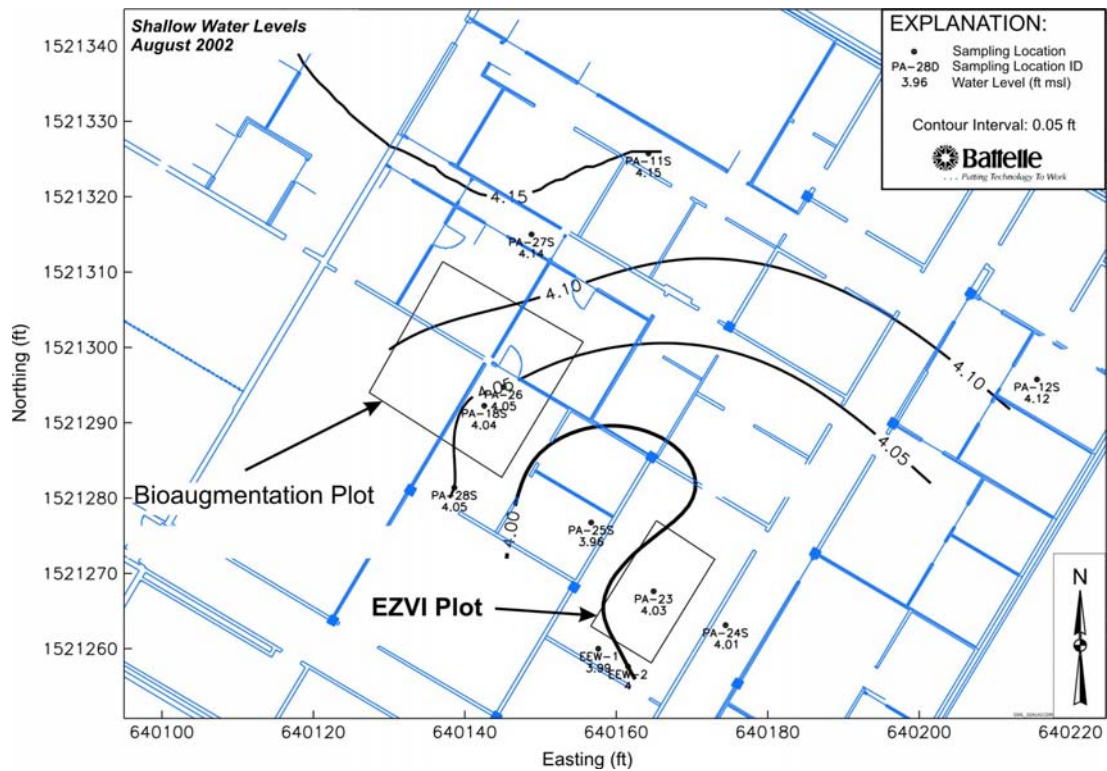 Shallow Water Levels
August 2002
EXPLANATION:
Sampling Location
PA-28D Sampling Location ID
3.96 Water Level (ft msl)
Contour Interval: 0.05 ft
Battelle
. . . Putting Technology To Work
1521340
1521330
1521320
1521310
1521300
1521290
1521280
1521270
1521260
Northing (ft)
4.15
PA-11S
4.15
PA-27S
4.14
4.10
4.10
PA-12S
4.12
4.05
PA-26
4.05
PA-18S
4.04
4.05
Bioaugmentation Plot
PA-28S
4.05
4.00
PA-25S
3.96
EZVI Plot
PA-23
4.03
PA-24S
4.01
EEW-1
3.99
EEW-2
4
N
640100 640120 640140 640160 640180 640200 640220
Easting (ft)